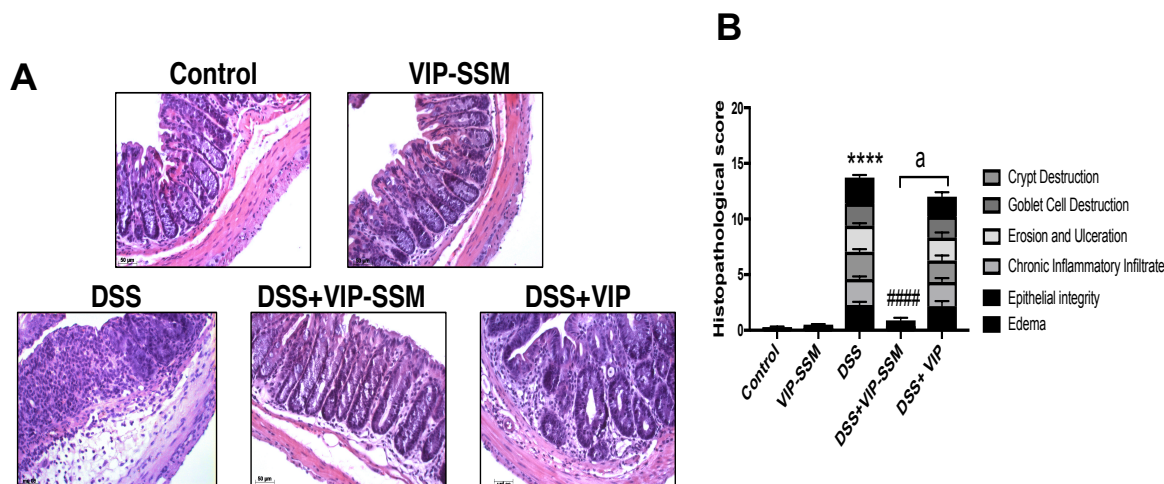 A
Control
VIP-SSM
50 µm
DSS
DSS+VIP-SSM
DSS+VIP
50 µm
B
Histopathological score
20
15
10
5
0
****
a
####
Control
VIP-SSM
DSS
DSS+VIP-SSM
DSS+ VIP
Crypt Destruction
Goblet Cell Destruction
Erosion and Ulceration
Chronic Inflammatory Infiltrate
Epithelial integrity
Edema